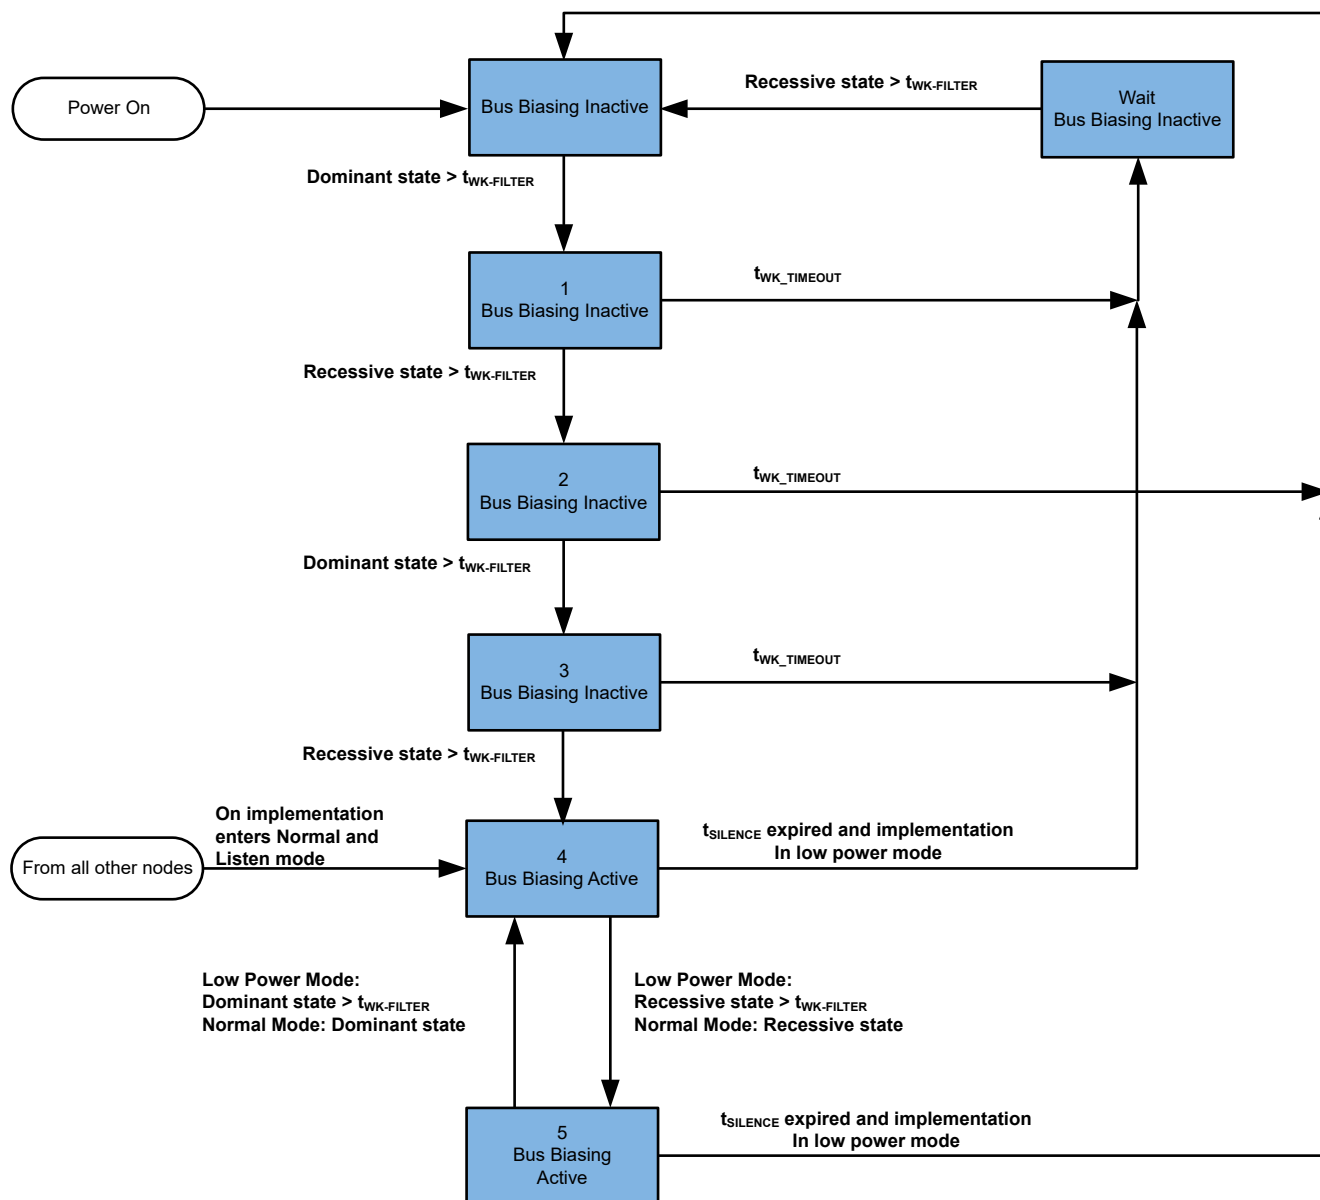 Power On
Bus Biasing Inactive
Recessive state > tWK-FILTER
Wait
Bus Biasing Inactive
Dominant state > tWK-FILTER
1
Bus Biasing Inactive
tWK_TIMEOUT
Recessive state > tWK-FILTER
2
Bus Biasing Inactive
tWK_TIMEOUT
Dominant state > tWK-FILTER
3
Bus Biasing Inactive
tWK_TIMEOUT
Recessive state > tWK-FILTER
On implementation
enters Normal and
Listen mode
From all other nodes
4
Bus Biasing Active
tSILENCE expired and implementation
In low power mode
Low Power Mode:
Dominant state > tWK-FILTER
Normal Mode: Dominant state
Low Power Mode:
Recessive state > tWK-FILTER
Normal Mode: Recessive state
5
Bus Biasing
Active
tSILENCE expired and implementation
In low power mode